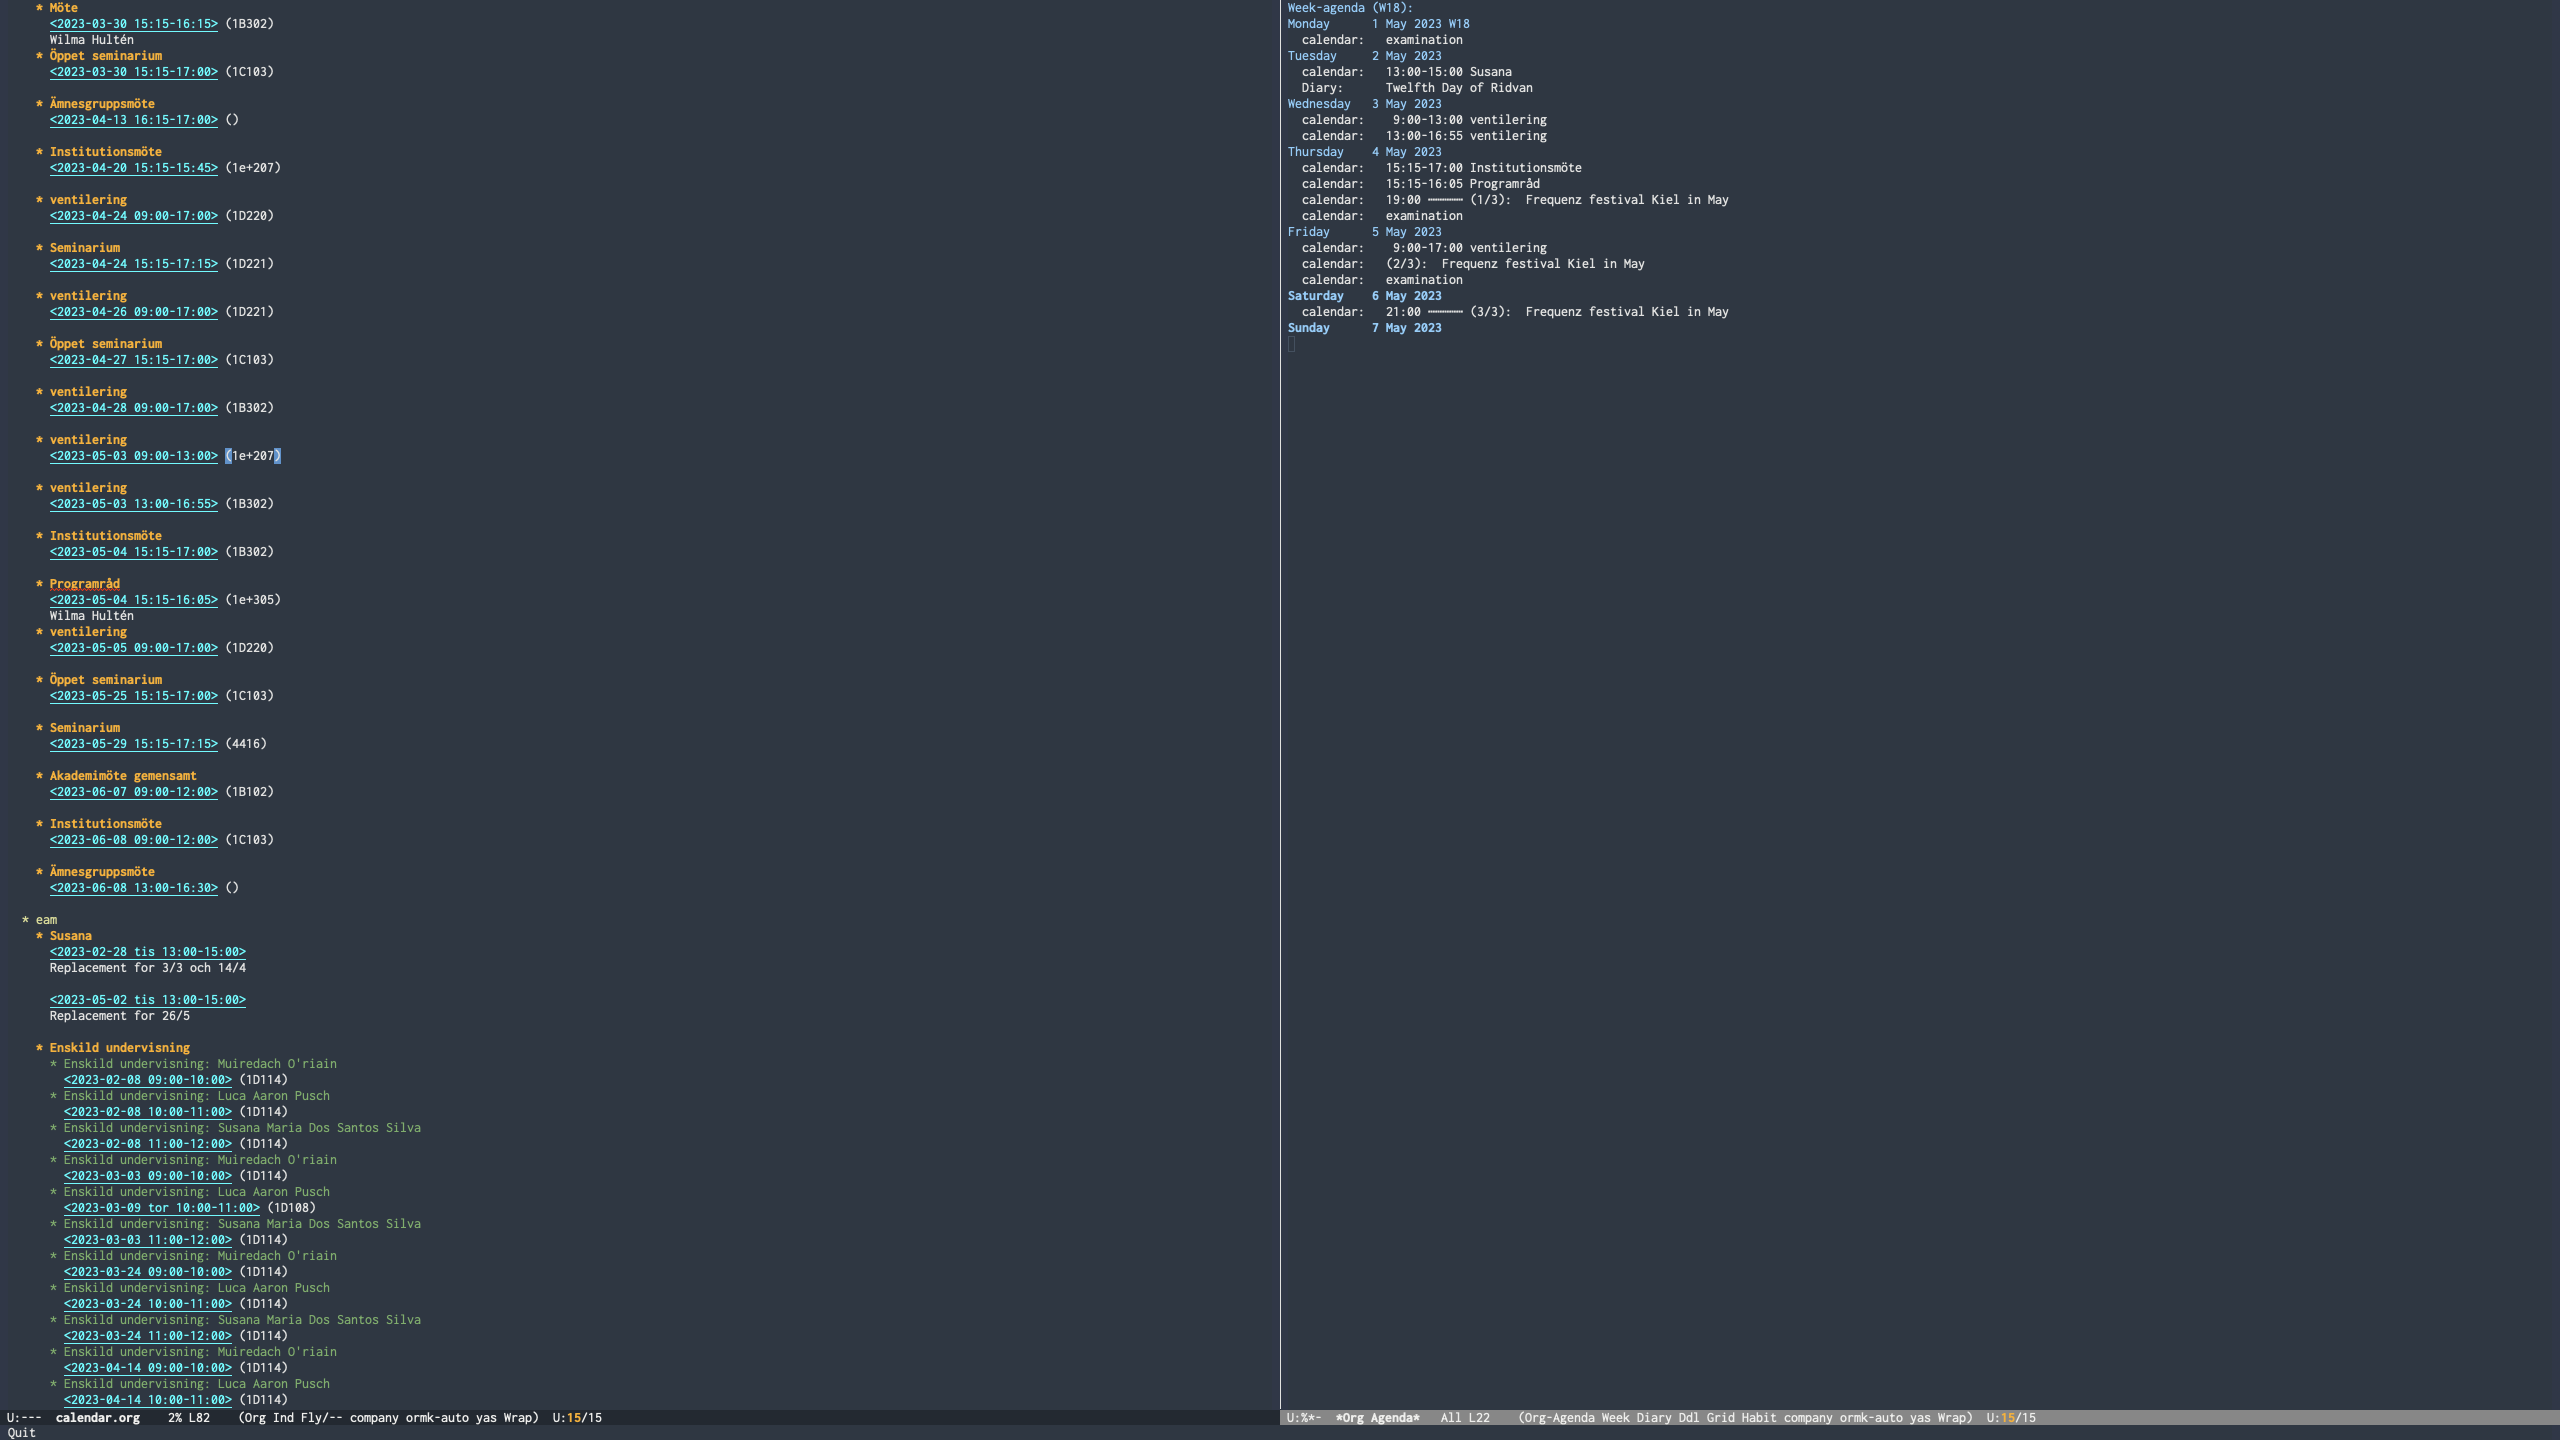 * Möte
<2023-03-30 15:15-16:15> (1B302)
Wilma Hultén
* Öppet seminarium
<2023-03-30 15:15-17:00> (1C103)
* Ämnesgruppsmöte
<2023-04-13 16:15-17:00> ()
* Institutionsmöte
<2023-04-20 15:15-15:45> (1e+207)
* ventilering
<2023-04-24 09:00-17:00> (1D220)
* Seminarium
<2023-04-24 15:15-17:15> (1D221)
* ventilering
<2023-04-26 09:00-17:00> (1D221)
* Öppet seminarium
<2023-04-27 15:15-17:00> (1C103)
* ventilering
<2023-04-28 09:00-17:00> (1B302)
* ventilering
<2023-05-03 09:00-13:00> (1e+207)
* ventilering
<2023-05-03 13:00-16:55> (1B302)
* Institutionsmöte
<2023-05-04 15:15-17:00> (1B302)
* Programråd
<2023-05-04 15:15-16:05> (1e+305)
Wilma Hultén
* ventilering
<2023-05-05 09:00-17:00> (1D220)
* Öppet seminarium
<2023-05-25 15:15-17:00> (1C103)
* Seminarium
<2023-05-29 15:15-17:15> (4416)
* Akademimöte gemensamt
<2023-06-07 09:00-12:00> (1B102)
* Institutionsmöte
<2023-06-08 09:00-12:00> (1C103)
* Ämnesgruppsmöte
<2023-06-08 13:00-16:30> ()
* eam
* Susana
<2023-02-28 tis 13:00-15:00>
Replacement for 3/3 och 14/4
<2023-05-02 tis 13:00-15:00>
Replacement for 26/5
* Enskild undervisning
* Enskild undervisning: Muiredach O'riain
<2023-02-08 09:00-10:00> (1D114)
* Enskild undervisning: Luca Aaron Pusch
<2023-02-08 10:00-11:00> (1D114)
* Enskild undervisning: Susana Maria Dos Santos Silva
<2023-02-08 11:00-12:00> (1D114)
* Enskild undervisning: Muiredach O'riain
<2023-03-03 09:00-10:00> (1D114)
* Enskild undervisning: Luca Aaron Pusch
<2023-03-09 tor 10:00-11:00> (1D108)
* Enskild undervisning: Susana Maria Dos Santos Silva
<2023-03-03 11:00-12:00> (1D114)
* Enskild undervisning: Muiredach O'riain
<2023-03-24 09:00-10:00> (1D114)
* Enskild undervisning: Luca Aaron Pusch
<2023-03-24 10:00-11:00> (1D114)
* Enskild undervisning: Susana Maria Dos Santos Silva
<2023-03-24 11:00-12:00> (1D114)
* Enskild undervisning: Muiredach O'riain
<2023-04-14 09:00-10:00> (1D114)
* Enskild undervisning: Luca Aaron Pusch
<2023-04-14 10:00-11:00> (1D114)
U:--- calendar.org 2% L82 (Org Ind Fly/-- company ormk-auto yas Wrap) U:15/15
Quit
Week-agenda (W18):
Monday 1 May 2023 W18
calendar: examination
Tuesday 2 May 2023
calendar: 13:00-15:00 Susana
Diary: Twelfth Day of Ridvan
Wednesday 3 May 2023
calendar: 9:00-13:00 ventilering
calendar: 13:00-16:55 ventilering
Thursday 4 May 2023
calendar: 15:15-17:00 Institutionsmöte
calendar: 15:15-16:05 Programråd
calendar: 19:00 ┄┄┄┄┄ (1/3): Frequenz festival Kiel in May
calendar: examination
Friday 5 May 2023
calendar: 9:00-17:00 ventilering
calendar: (2/3): Frequenz festival Kiel in May
calendar: examination
Saturday 6 May 2023
calendar: 21:00 ┄┄┄┄┄ (3/3): Frequenz festival Kiel in May
Sunday 7 May 2023
U:%*- *Org Agenda* All L22 (Org-Agenda Week Diary Ddl Grid Habit company ormk-auto yas Wrap) U:15/15